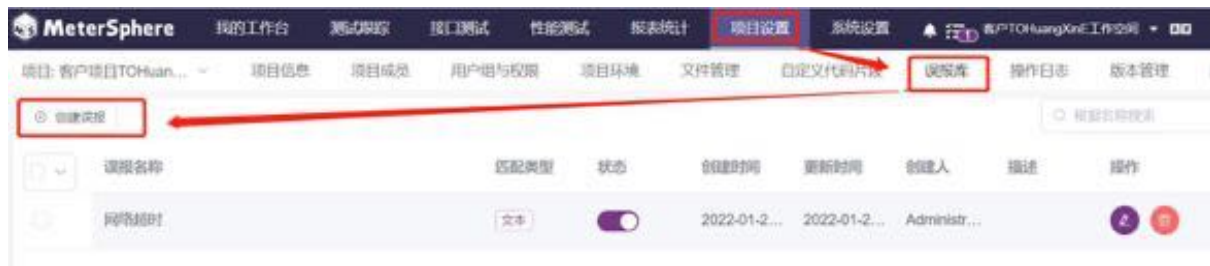 MeterSphere 我的工作台 测试跟踪 接口测试 性能测试 报表统计 项目设置 系统设置 1 客户TOHuangXinE工作空间
项目: 客户项目TOHuan... 项目信息 项目成员 用户组与权限 项目环境 文件管理 自定义代码片段 误报库 操作日志 版本管理
创建误报 根据名称搜索
误报名称 匹配类型 状态 创建时间 更新时间 创建人 描述 操作
网络超时 文本 2022-01-2... 2022-01-2... Administr...